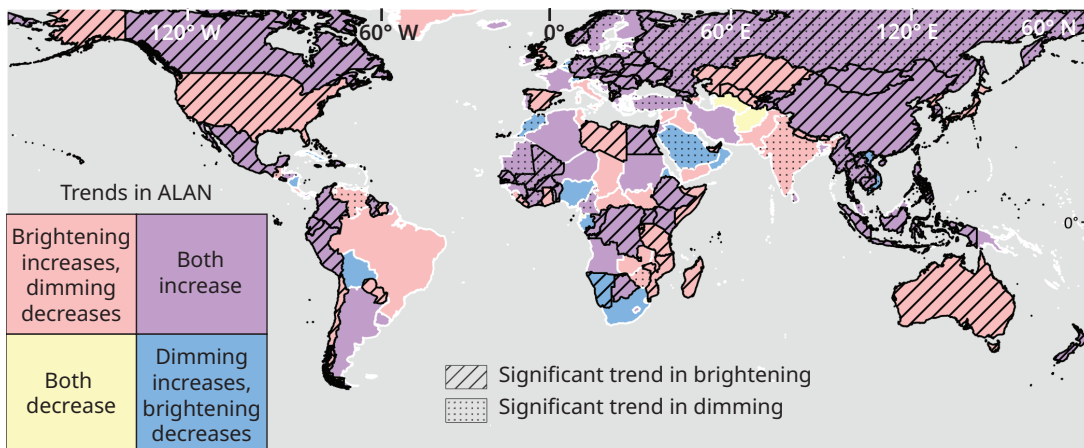 120° W
60° W
0°
60° E
120° E
60° N
0°
Trends in ALAN
Brightening
increases,
dimming
decreases
Both
increase
Both
decrease
Dimming
increases,
brightening
decreases
Significant trend in brightening
Significant trend in dimming